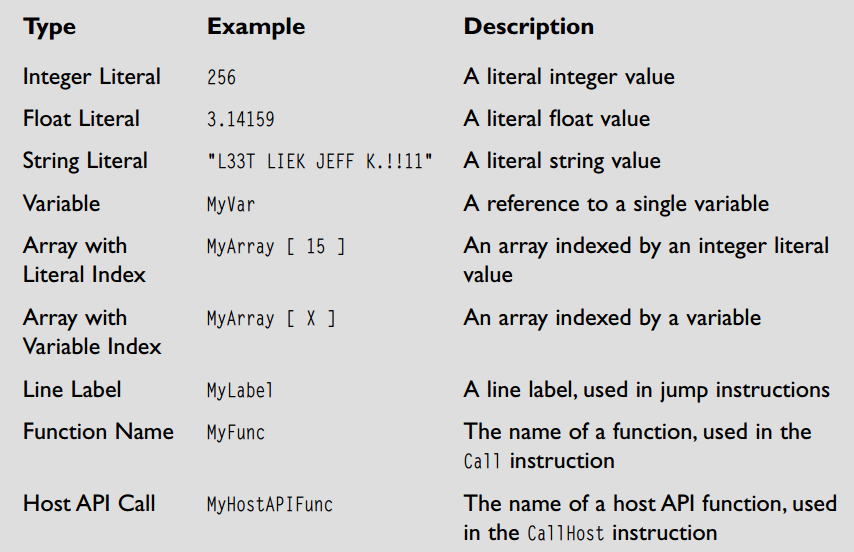 Type Example Description
Integer Literal 256 A literal integer value
Float Literal 3.14159 A literal float value
String Literal "L33T LIEK JEFF K.!!11" A literal string value
Variable MyVar A reference to a single variable
Array with MyArray [ 15 ] An array indexed by an integer literal
Literal Index value
Array with MyArray [ X ] An array indexed by a variable
Variable Index
Line Label MyLabel A line label, used in jump instructions
Function Name MyFunc The name of a function, used in the
Call instruction
Host API Call MyHostAPIFunc The name of a host API function, used
in the CallHost instruction